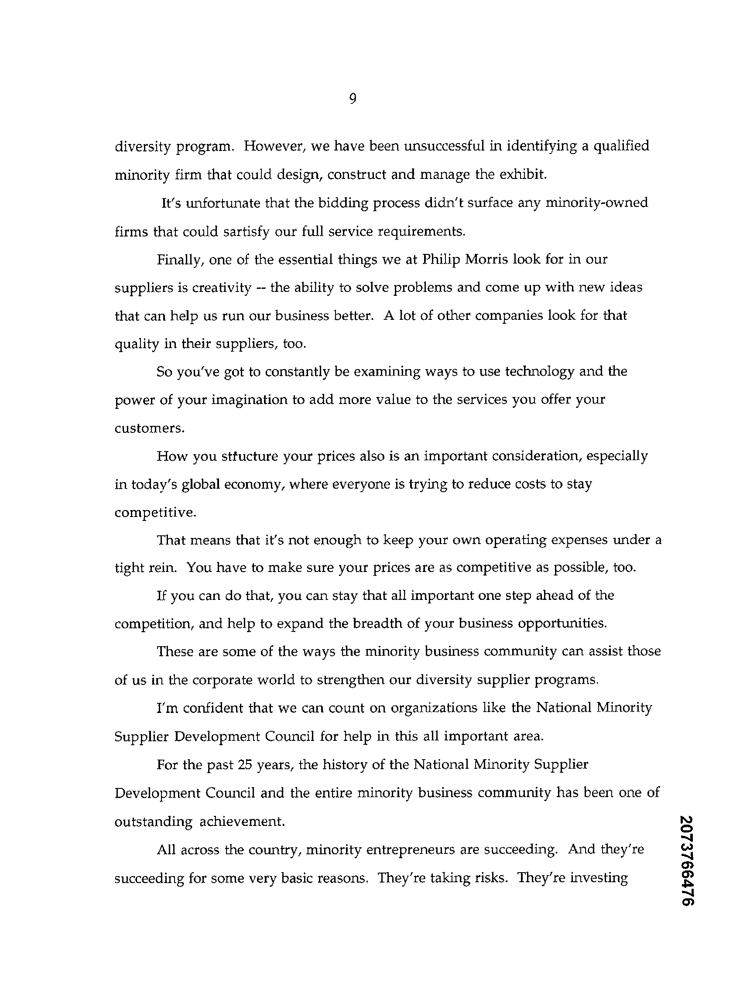 9
diversity program. However, we have been unsuccessful in identifying a qualified
minority firm that could design, construct and manage the exhibit.
It's unfortunate that the bidding process didn't surface any minority-owned
firms that could sartisfy our full service requirements.
Finally, one of the essential things we at Philip Morris look for in our
suppliers is creativity -- the ability to solve problems and come up with new ideas
that can help us run our business better. A lot of other companies look for that
quality in their suppliers, too.
So you've got to constantly be examining ways to use technology and the
power of your imagination to add more value to the services you offer your
customers.
How you structure your prices also is an important consideration, especially
in today's global economy, where everyone is trying to reduce costs to stay
competitive.
That means that it's not enough to keep your own operating expenses under a
tight rein. You have to make sure your prices are as competitive as possible, too.
If you can do that, you can stay that all important one step ahead of the
competition, and help to expand the breadth of your business opportunities.
These are some of the ways the minority business community can assist those
of us in the corporate world to strengthen our diversity supplier programs.
I'm confident that we can count on organizations like the National Minority
Supplier Development Council for help in this all important area.
For the past 25 years, the history of the National Minority Supplier
Development Council and the entire minority business community has been one of
outstanding achievement.
All across the country, minority entrepreneurs are succeeding. And they're
succeeding for some very basic reasons. They're taking risks. They're investing
2073766476